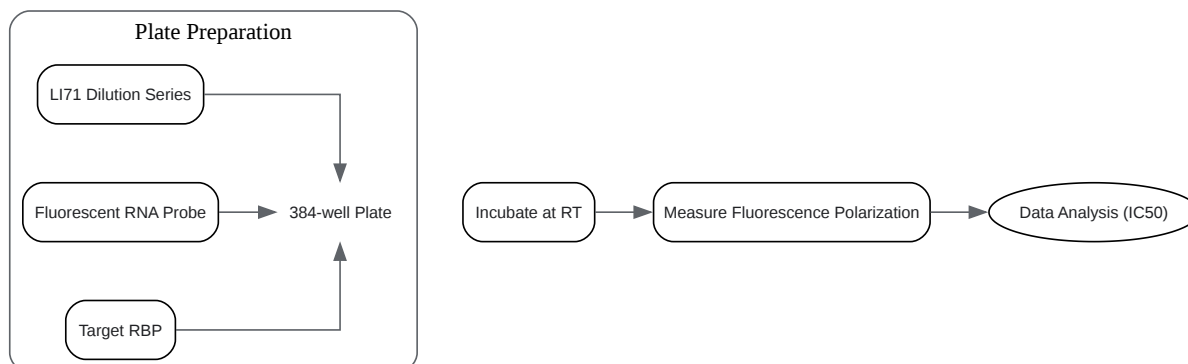 Plate Preparation
LI71 Dilution Series
Fluorescent RNA Probe
384-well Plate
Target RBP
Incubate at RT
Measure Fluorescence Polarization
Data Analysis (IC50)